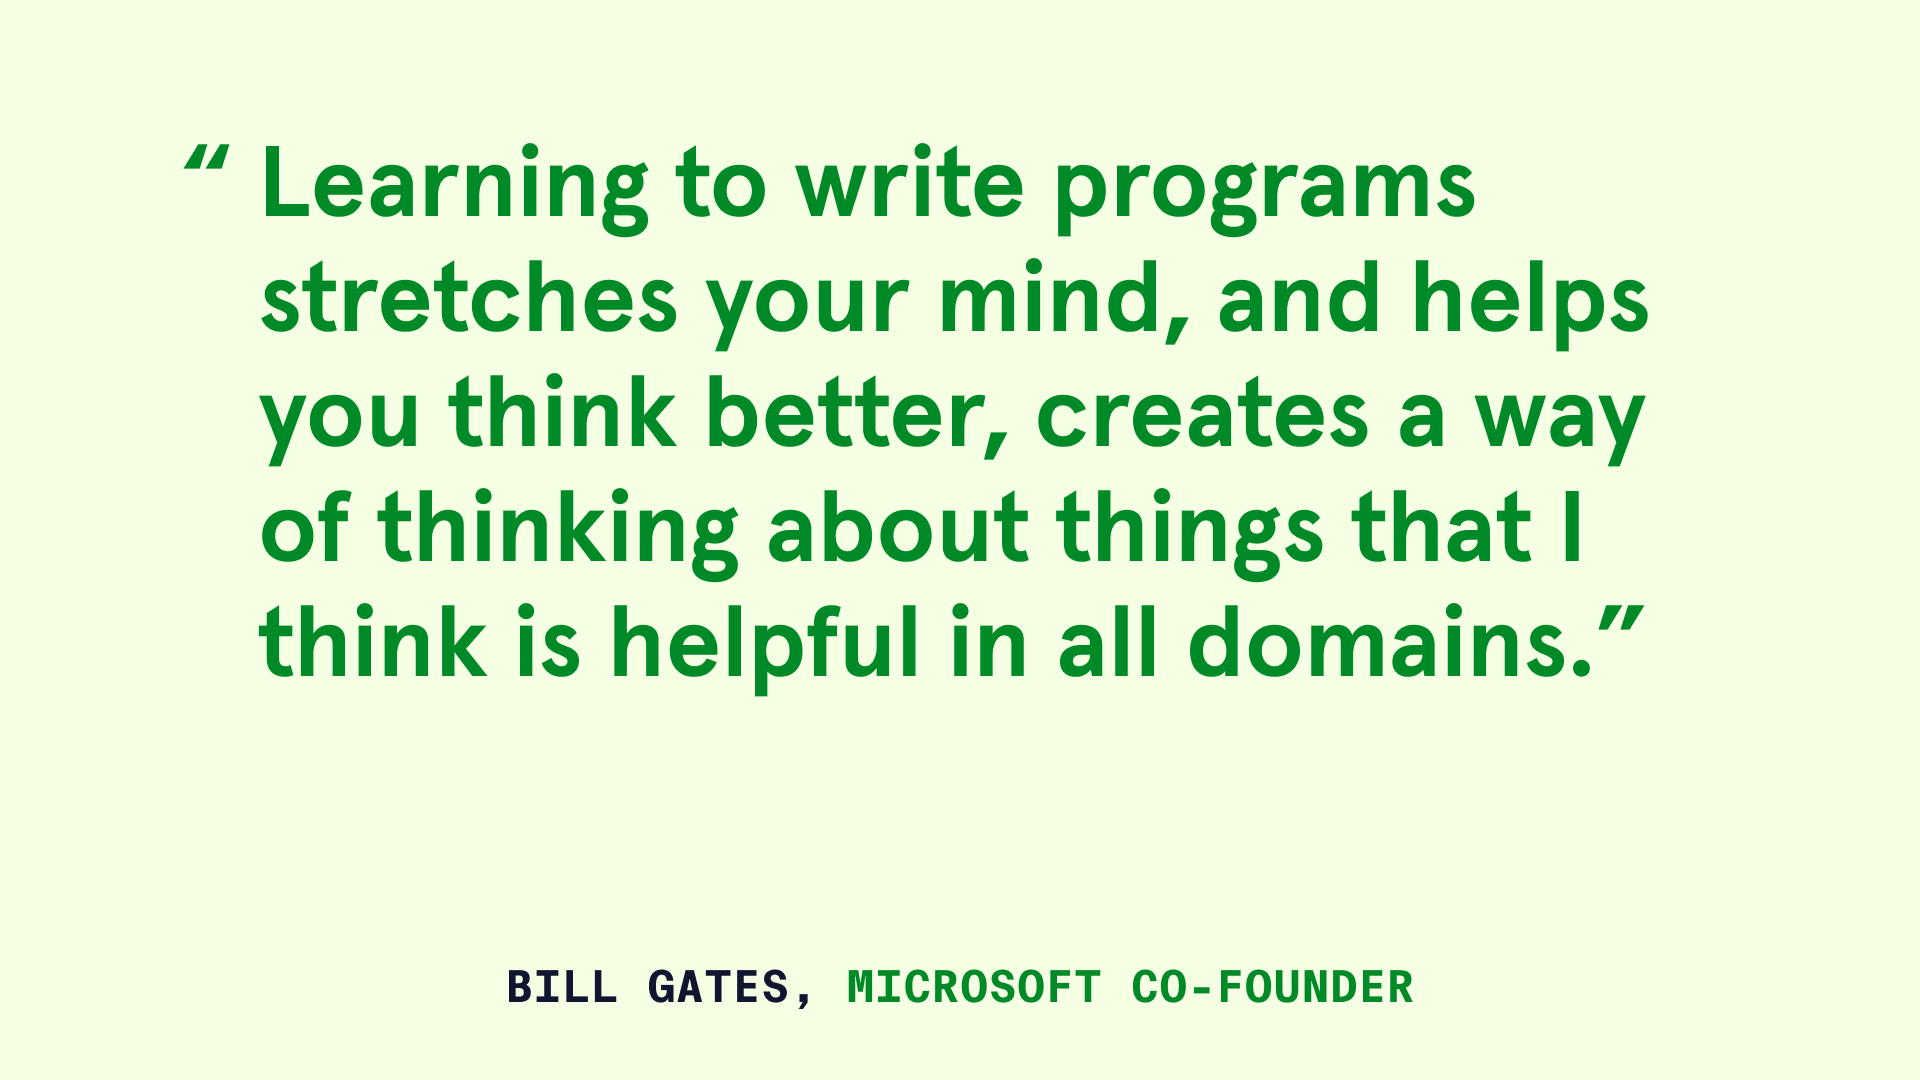 “ Learning to write programs
stretches your mind, and helps
you think better, creates a way
of thinking about things that I
think is helpful in all domains.”
BILL GATES, MICROSOFT CO-FOUNDER